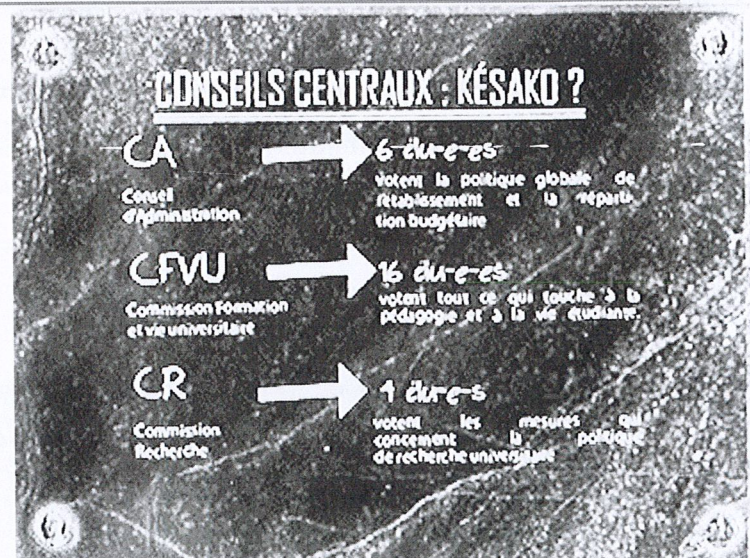 CONSEILS CENTRAUX : KÉSAKO ?
CA
6 élu-e-es
Conseil
d'Administration
votent la politique globale de
l'établissement et la réparti-
tion budgétaire
CFVU
16 élu-e-es
Commission Formation
et vie universitaire
votent tout ce qui touche à la
pédagogie et à la vie étudiante.
CR
élu-e-s
Commission
Recherche
votent les mesures qui
concernent la politique
de recherche universitaire